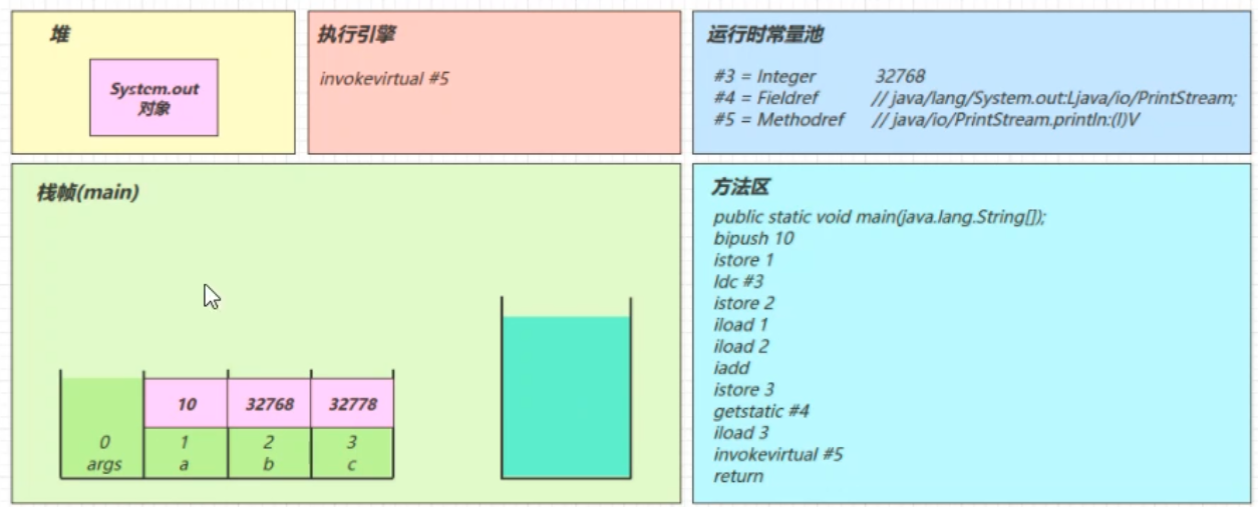 堆
System.out
对象
执行引擎
invokevirtual #5
运行时常量池
#3 = Integer 32768
#4 = Fieldref // java/lang/System.out:Ljava/io/PrintStream;
#5 = Methodref // java/io/PrintStream.println:(I)V
栈帧(main)
10 32768 32778
0 1 2 3
args a b c
方法区
public static void main(java.lang.String[]);
bipush 10
istore 1
ldc #3
istore 2
iload 1
iload 2
iadd
istore 3
getstatic #4
iload 3
invokevirtual #5
return